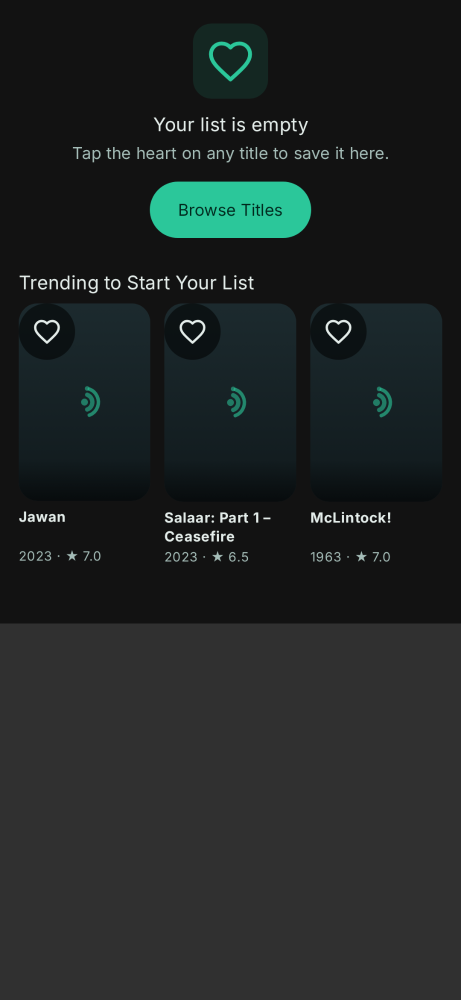 Your list is empty
Tap the heart on any title to save it here.
Browse Titles
Trending to Start Your List
Jawan
2023 · ★ 7.0
Salaar: Part 1 –
Ceasefire
2023 · ★ 6.5
McLintock!
1963 · ★ 7.0